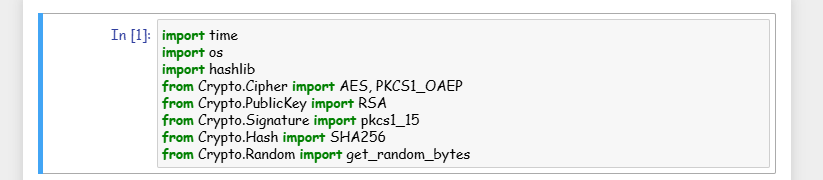 In [1]:
import time
import os
import hashlib
from Crypto.Cipher import AES, PKCS1_OAEP
from Crypto.PublicKey import RSA
from Crypto.Signature import pkcs1_15
from Crypto.Hash import SHA256
from Crypto.Random import get_random_bytes